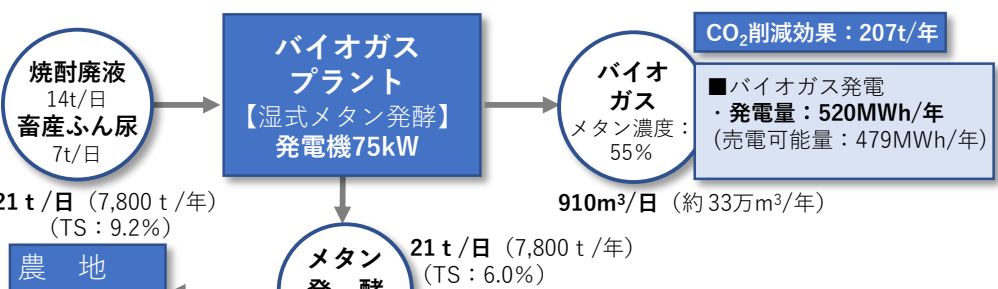 焼酎廃液
14t/日
畜産ふん尿
7t/日
21 t /日（7,800 t /年）
（TS：9.2%）
バイオガス
プラント
【湿式メタン発酵】
発電機75kW
バイオ
ガス
メタン濃度：
55%
910m³/日（約33万m³/年）
CO₂削減効果：207t/年
■バイオガス発電
・発電量：520MWh/年
(売電可能量：479MWh/年)
農　地
メタン
発　酵
21 t /日（7,800 t /年）
（TS：6.0%）